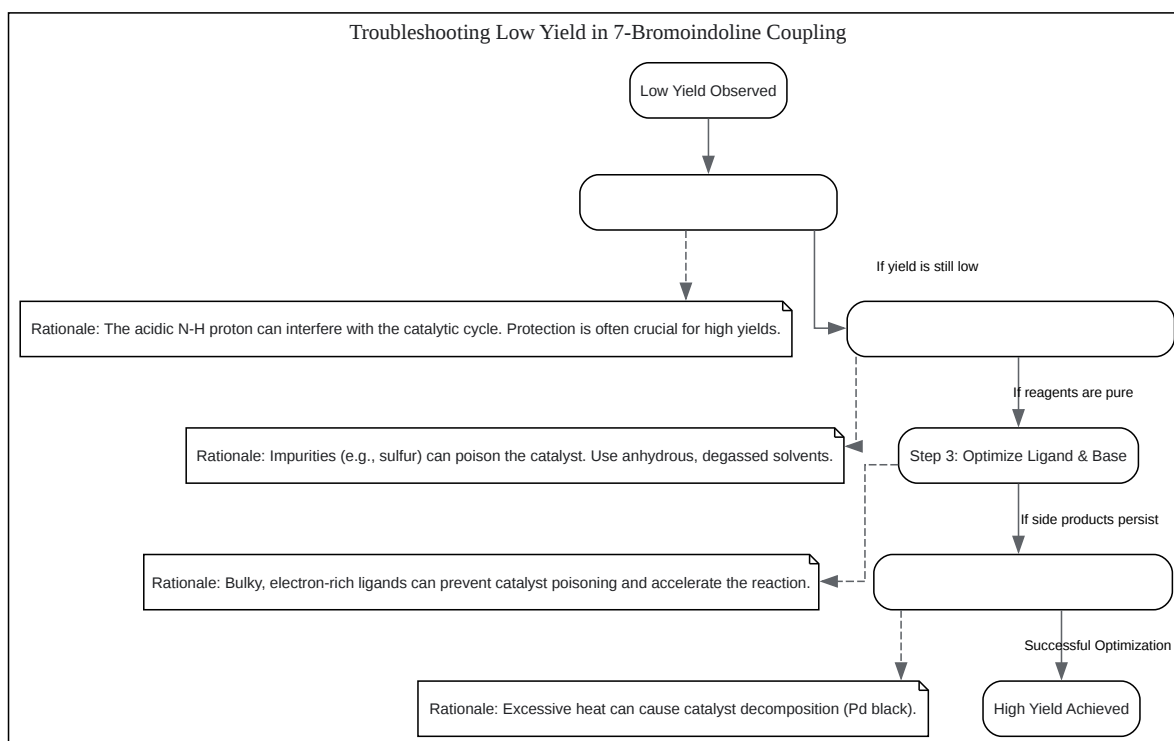 Troubleshooting Low Yield in 7-Bromoindoline Coupling
Low Yield Observed
If yield is still low
Rationale: The acidic N-H proton can interfere with the catalytic cycle. Protection is often crucial for high yields.
If reagents are pure
Rationale: Impurities (e.g., sulfur) can poison the catalyst. Use anhydrous, degassed solvents.
Step 3: Optimize Ligand & Base
If side products persist
Rationale: Bulky, electron-rich ligands can prevent catalyst poisoning and accelerate the reaction.
Successful Optimization
Rationale: Excessive heat can cause catalyst decomposition (Pd black).
High Yield Achieved